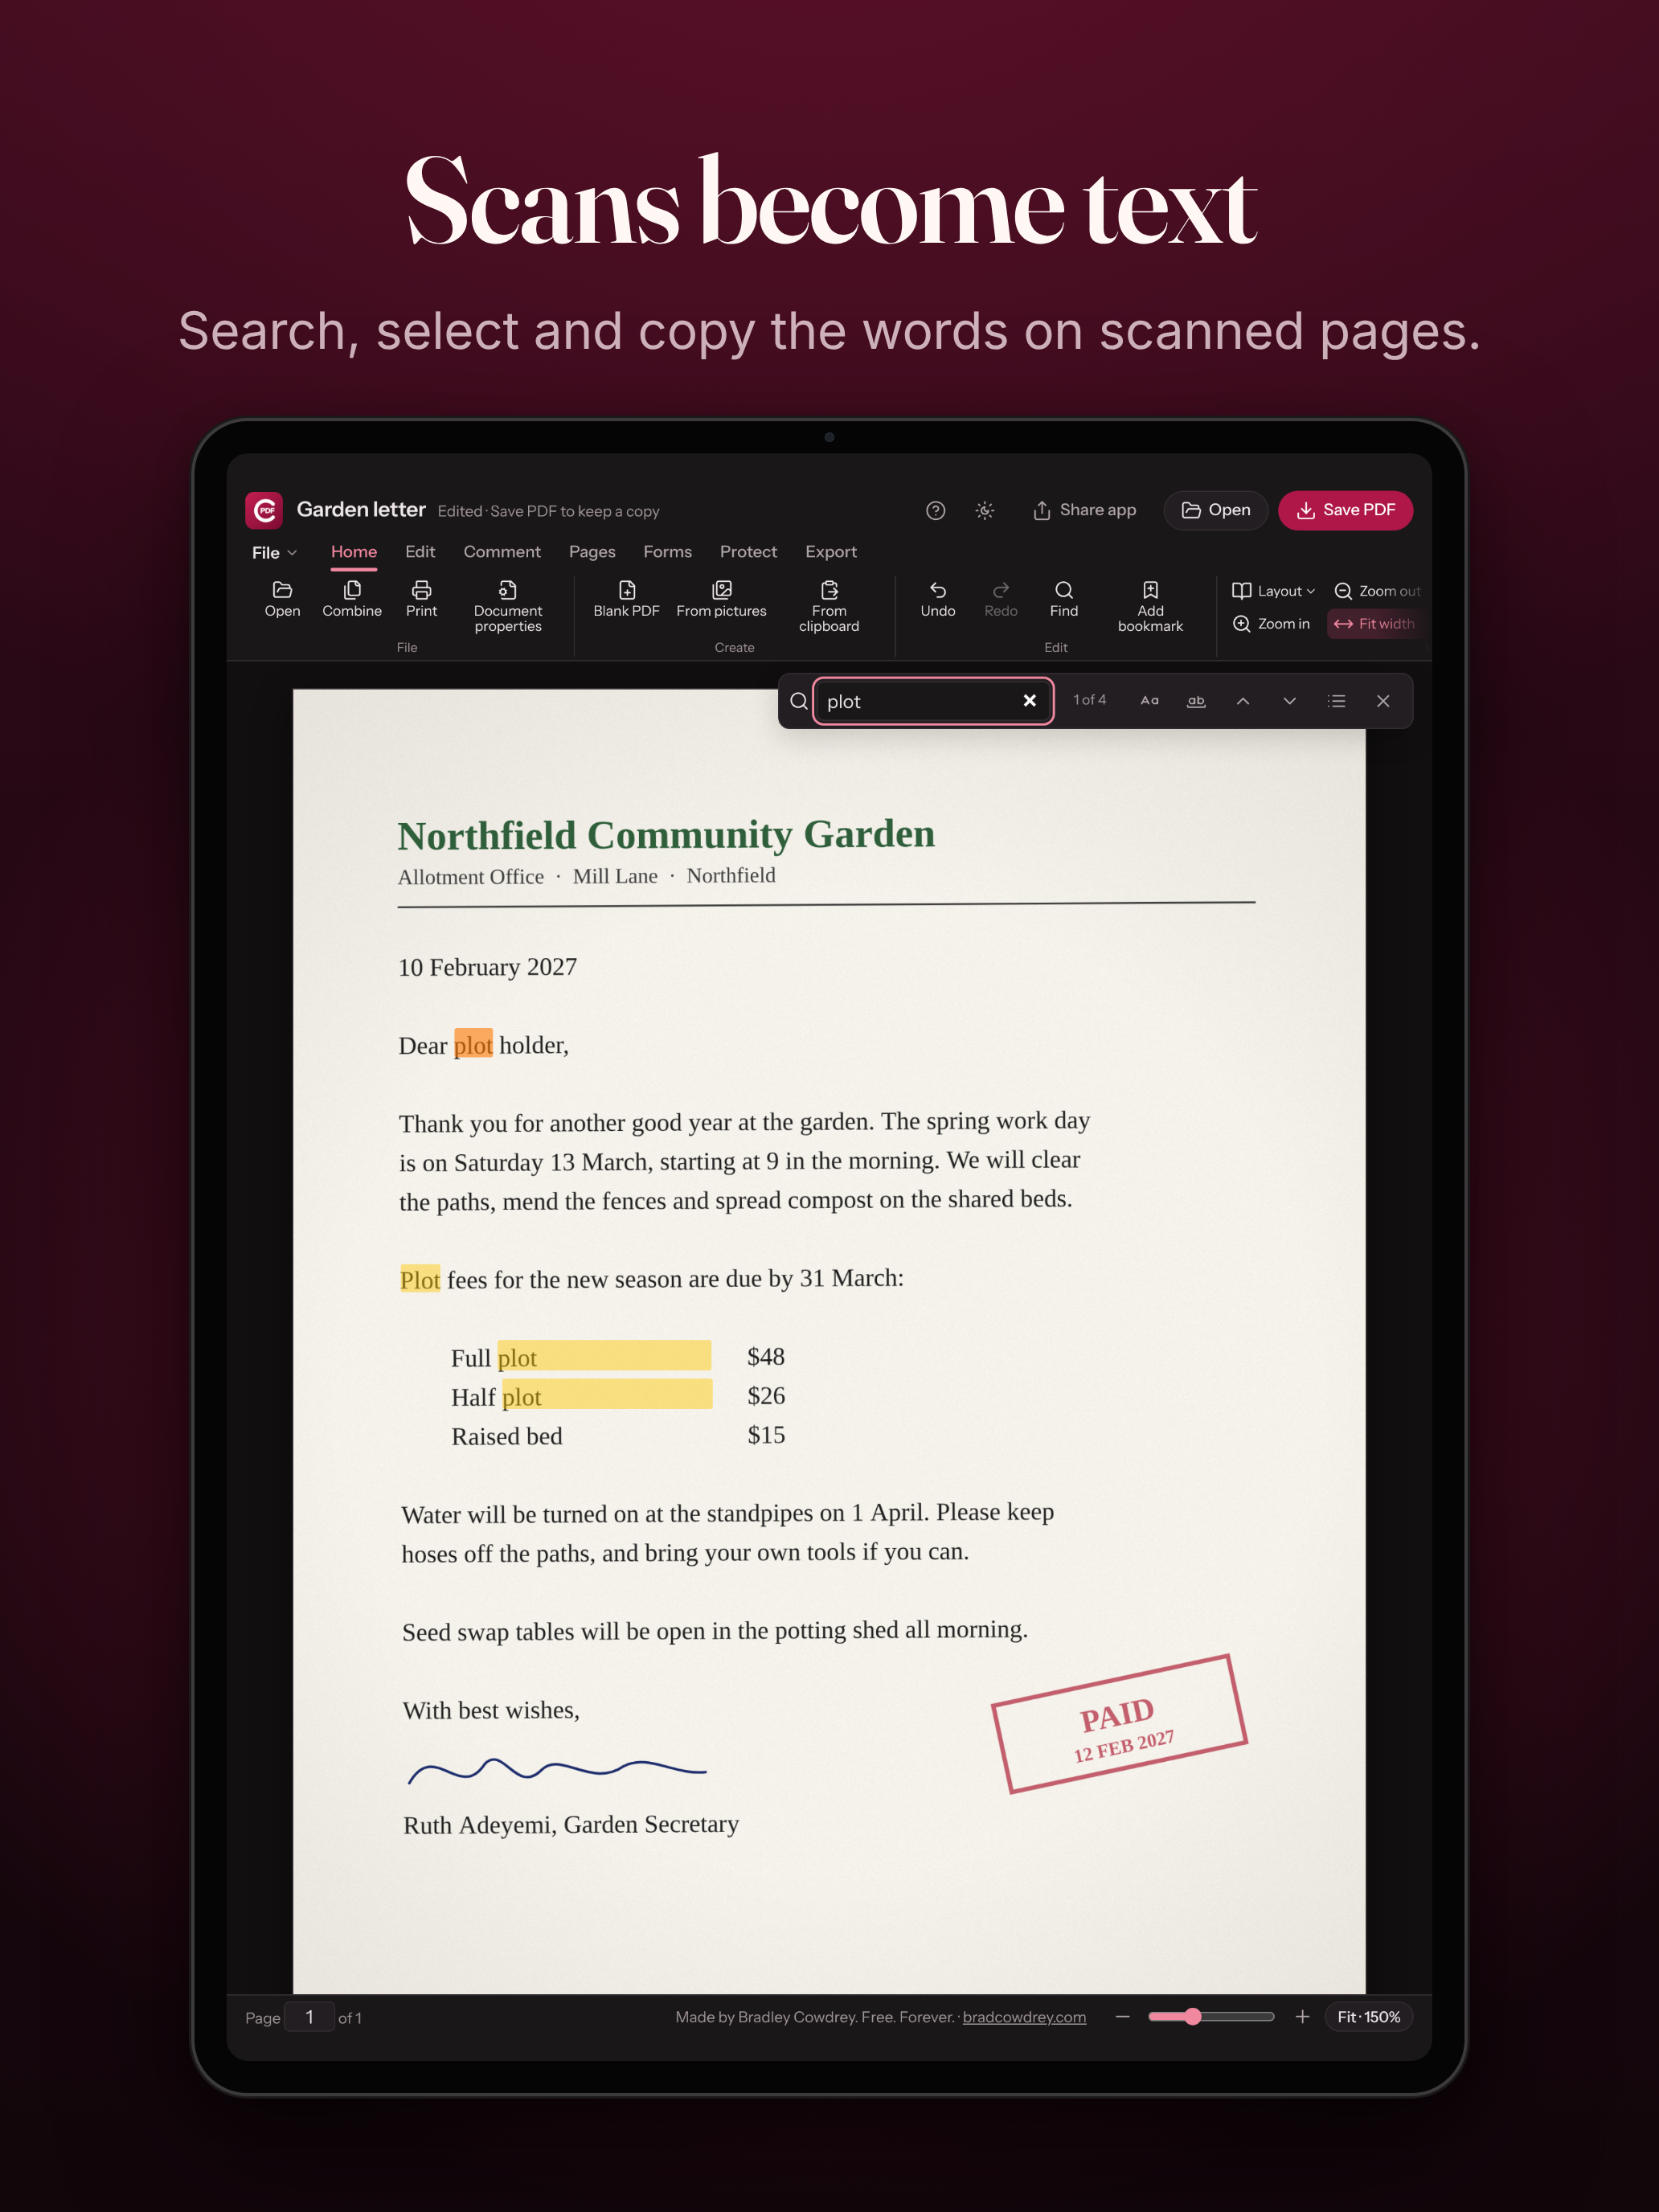 Scans become text
Search, select and copy the words on scanned pages.
PDF
Garden letter Edited · Save PDF to keep a copy
Share app
Open
Save PDF
File Home Edit Comment Pages Forms Protect Export
Open Combine Print Document properties
File
Blank PDF From pictures From clipboard
Create
Undo Redo Find Add bookmark
Edit
Layout Zoom out
Zoom in Fit width
plot 1 of 4 Aa ab
Northfield Community Garden
Allotment Office · Mill Lane · Northfield
10 February 2027
Dear plot holder,
Thank you for another good year at the garden. The spring work day
is on Saturday 13 March, starting at 9 in the morning. We will clear
the paths, mend the fences and spread compost on the shared beds.
Plot fees for the new season are due by 31 March:
Full plot $48
Half plot $26
Raised bed $15
Water will be turned on at the standpipes on 1 April. Please keep
hoses off the paths, and bring your own tools if you can.
Seed swap tables will be open in the potting shed all morning.
With best wishes,
PAID
12 FEB 2027
Ruth Adeyemi, Garden Secretary
Page 1 of 1
Made by Bradley Cowdrey. Free. Forever. · bradcowdrey.com
Fit · 150%